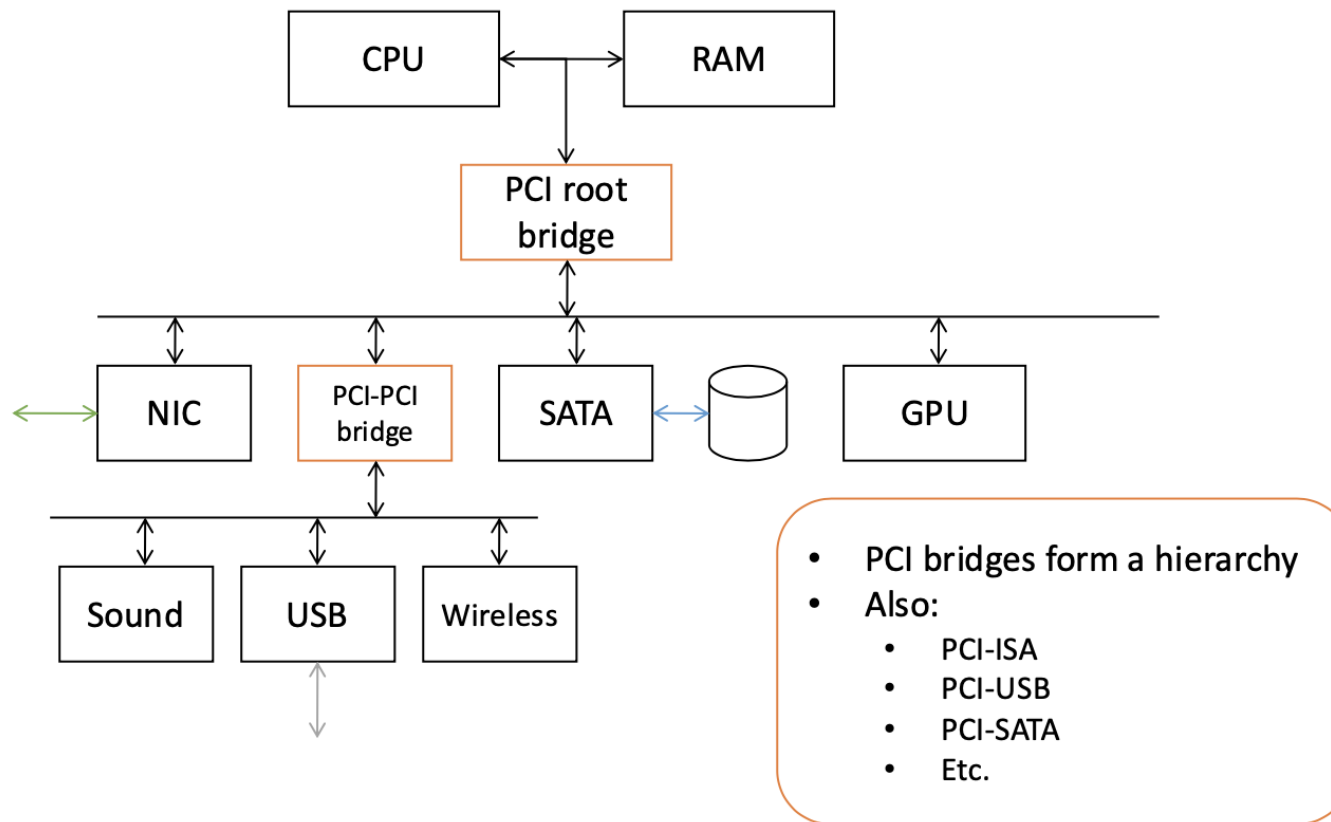 CPU
RAM
PCI root
bridge
NIC
PCI-PCI
bridge
SATA
GPU
Sound
USB
Wireless
• PCI bridges form a hierarchy
• Also:
• PCI-ISA
• PCI-USB
• PCI-SATA
• Etc.